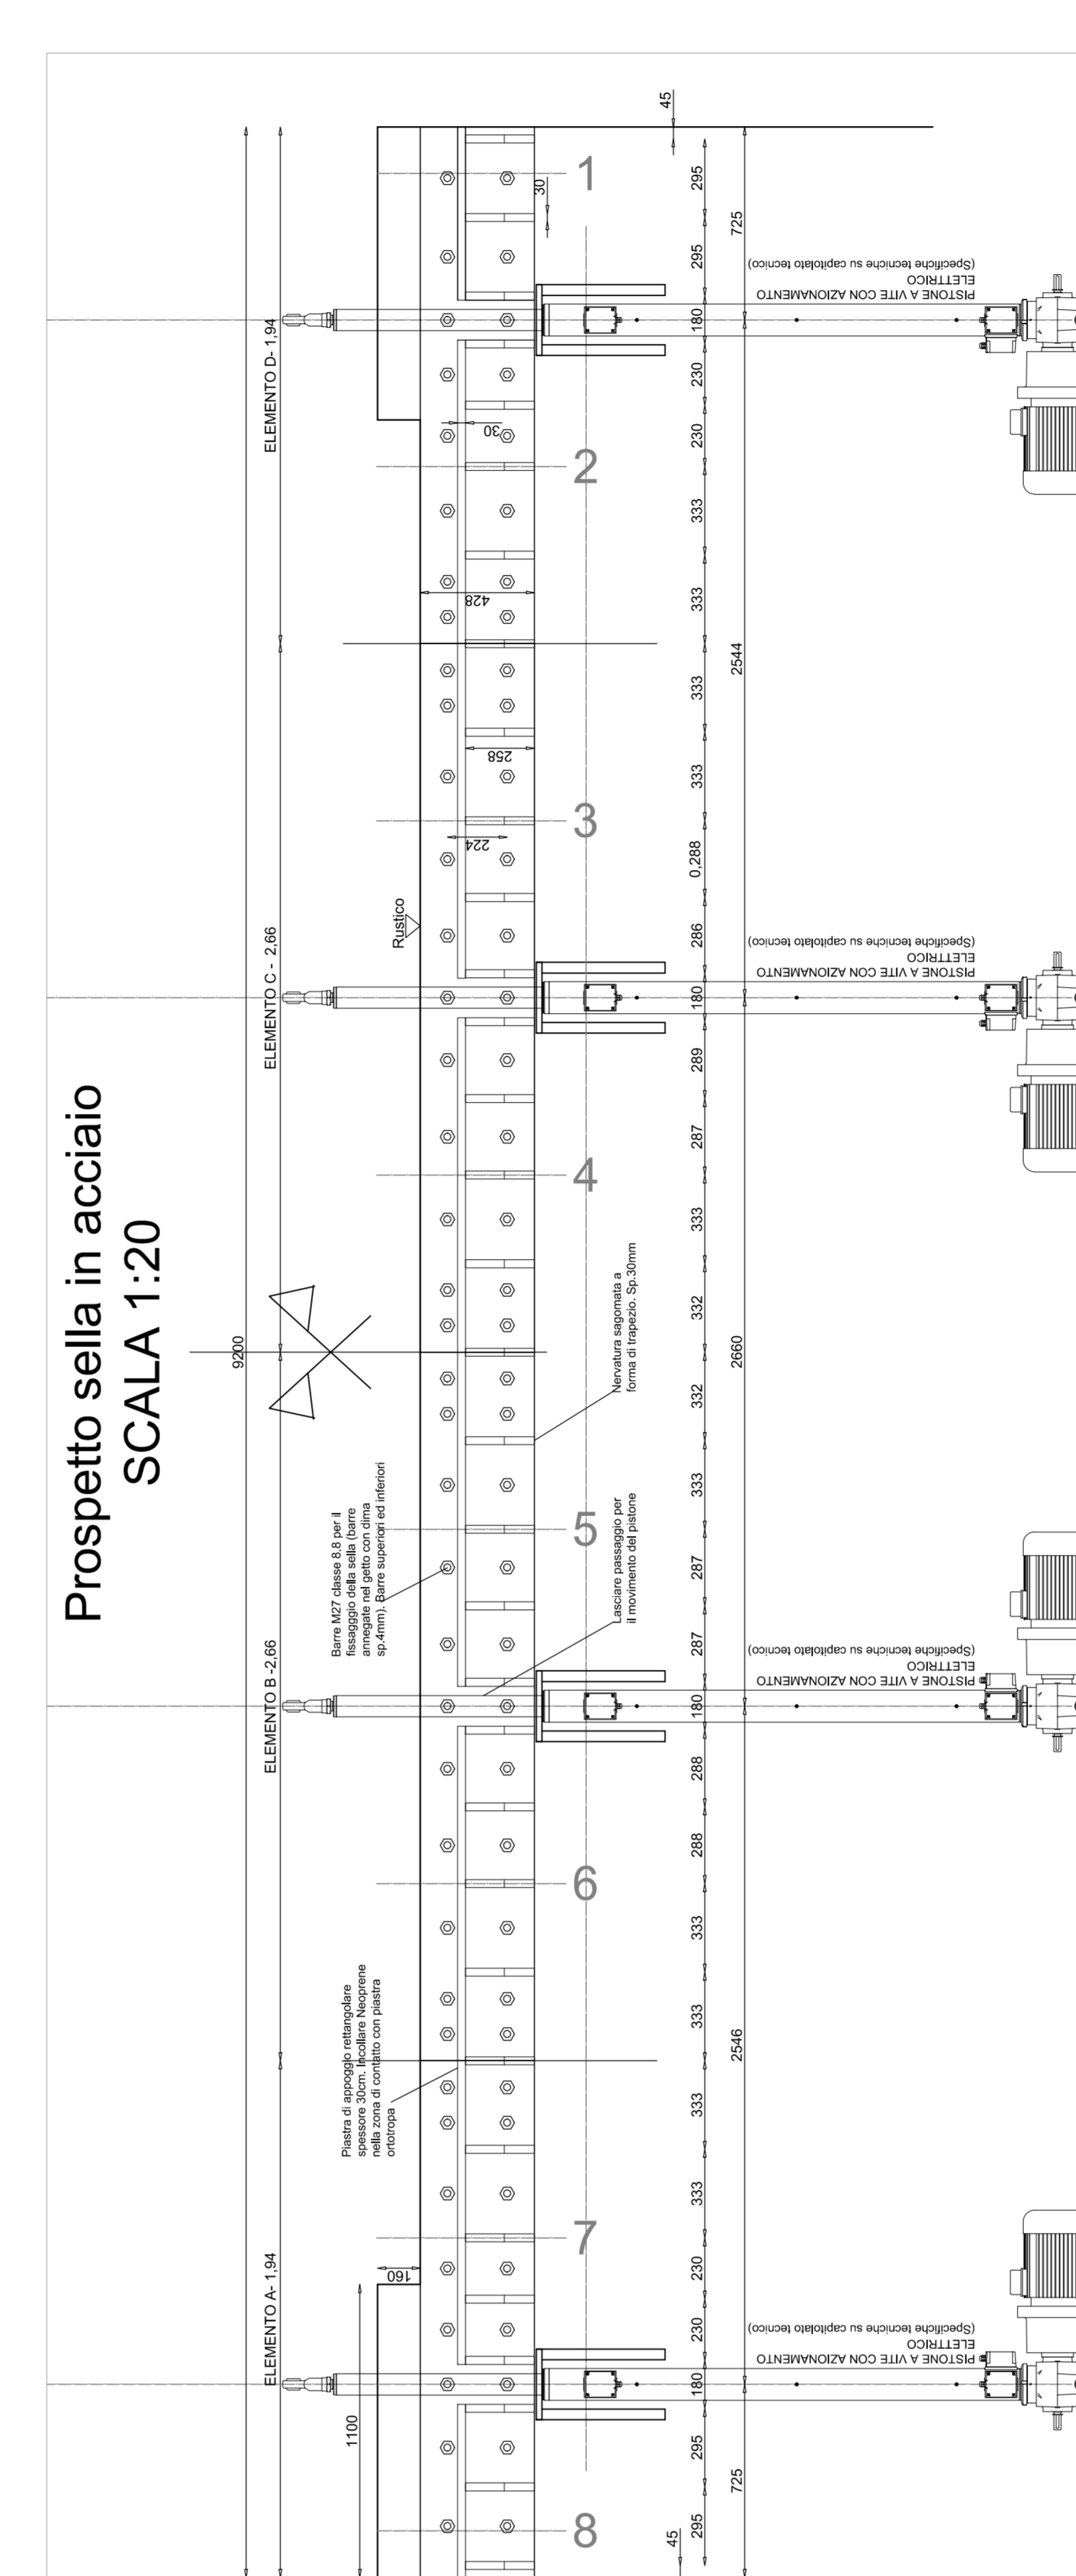 Prospetto sella in acciaio
SCALA 1:20
9200
ELEMENTO A- 1,94
ELEMENTO B -2,66
ELEMENTO C - 2,66
ELEMENTO D- 1,94
1100
160
Piastra di appoggio rettangolare
spessore 30cm. Incollare Neoprene
nella zona di contatto con piastra
ortotropa
Barre M27 classe 8.8 per il
fissagggio della sella (barre
annegate nel getto con dima
sp.4mm). Barre superiori ed inferiori
Rustico
428
258
224
30
30
8
7
6
5
4
3
2
1
Lasciare passaggio per
il movimento del pistone
Nervatura sagomata a
forma di trapezio. Sp.30mm
45
45
295
295
180
230
230
333
333
333
333
288
288
180
287
287
333
332
332
333
287
289
180
286
0,288
333
333
333
333
230
230
180
295
295
725
2546
2660
2544
725
PISTONE A VITE CON AZIONAMENTO
ELETTRICO
(Specifiche tecniche su capitolato tecnico)
PISTONE A VITE CON AZIONAMENTO
ELETTRICO
(Specifiche tecniche su capitolato tecnico)
PISTONE A VITE CON AZIONAMENTO
ELETTRICO
(Specifiche tecniche su capitolato tecnico)
PISTONE A VITE CON AZIONAMENTO
ELETTRICO
(Specifiche tecniche su capitolato tecnico)